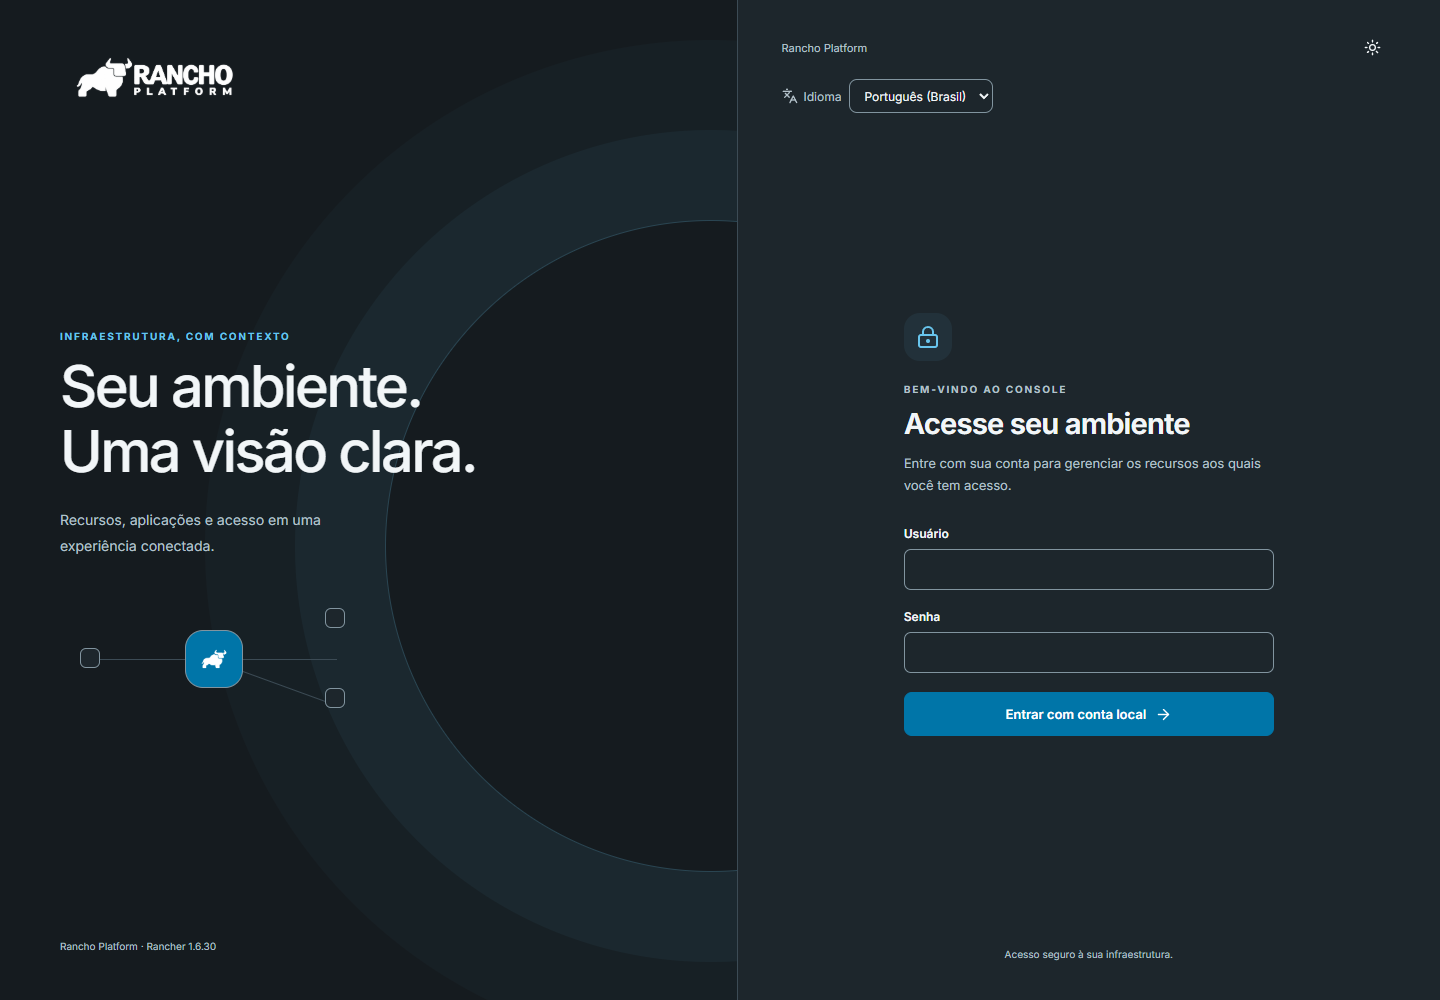 RANCHO
PLATFORM
INFRAESTRUTURA, COM CONTEXTO
Seu ambiente.
Uma visão clara.
Recursos, aplicações e acesso em uma
experiência conectada.
Rancho Platform · Rancher 1.6.30
Rancho Platform
Idioma
Português (Brasil)
BEM-VINDO AO CONSOLE
Acesse seu ambiente
Entre com sua conta para gerenciar os recursos aos quais
você tem acesso.
Usuário
Senha
Entrar com conta local
Acesso seguro à sua infraestrutura.